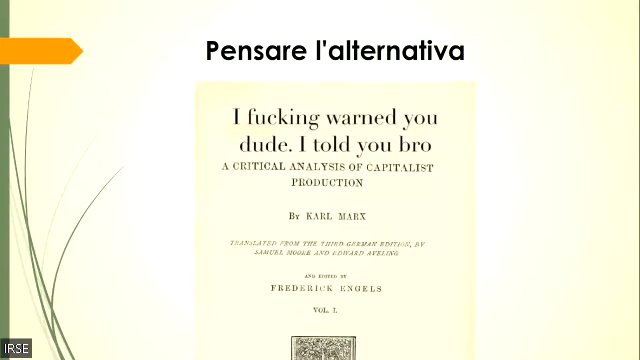 Pensare l'alternativa
I fucking warned you
dude. I told you bro
A CRITICAL ANALYSIS OF CAPITALIST
PRODUCTION
By KARL MARX
TRANSLATED FROM THE THIRD GERMAN EDITION, BY
SAMUEL MOORE AND EDWARD AVELING
AND EDITED BY
FREDERICK ENGELS
VOL. I.
IRSE